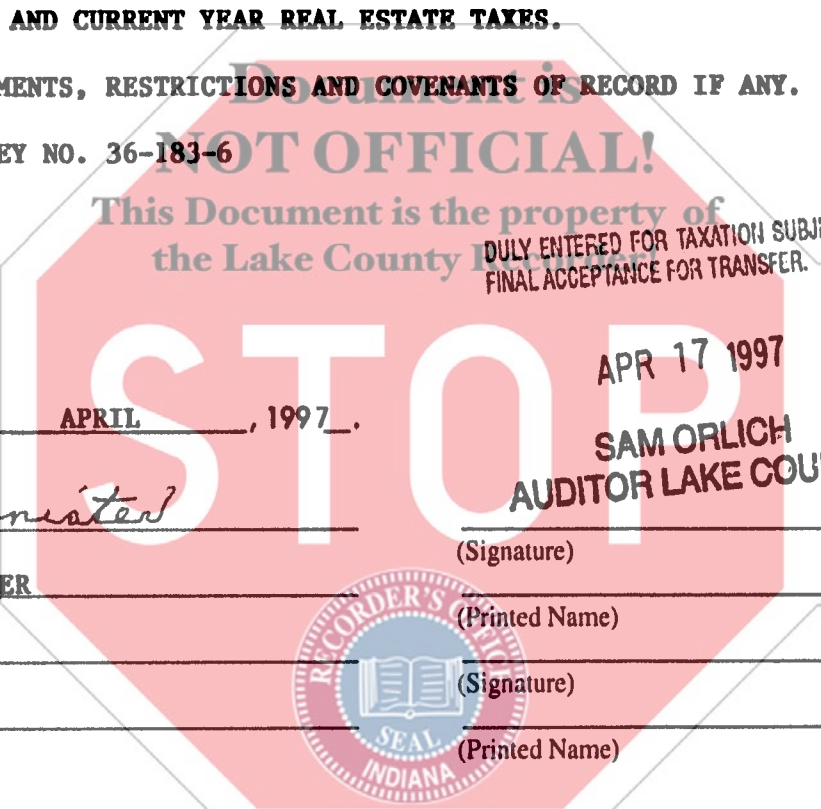 AND CURRENT YEAR REAL ESTATE TAXES.
MENTS, RESTRICTIONS AND COVENANTS OF RECORD IF ANY.
EY NO. 36-183-6
Document is
NOT OFFICIAL!
This Document is the property of
the Lake County Recorder!
DULY ENTERED FOR TAXATION SUBJE
FINAL ACCEPTANCE FOR TRANSFER.
APR 17 1997
SAM ORLICH
AUDITOR LAKE COU
STOP
APRIL , 1997 .
(Signature)
ER
(Printed Name)
(Signature)
(Printed Name)
RECORDER'S OFFICE
SEAL
INDIANA